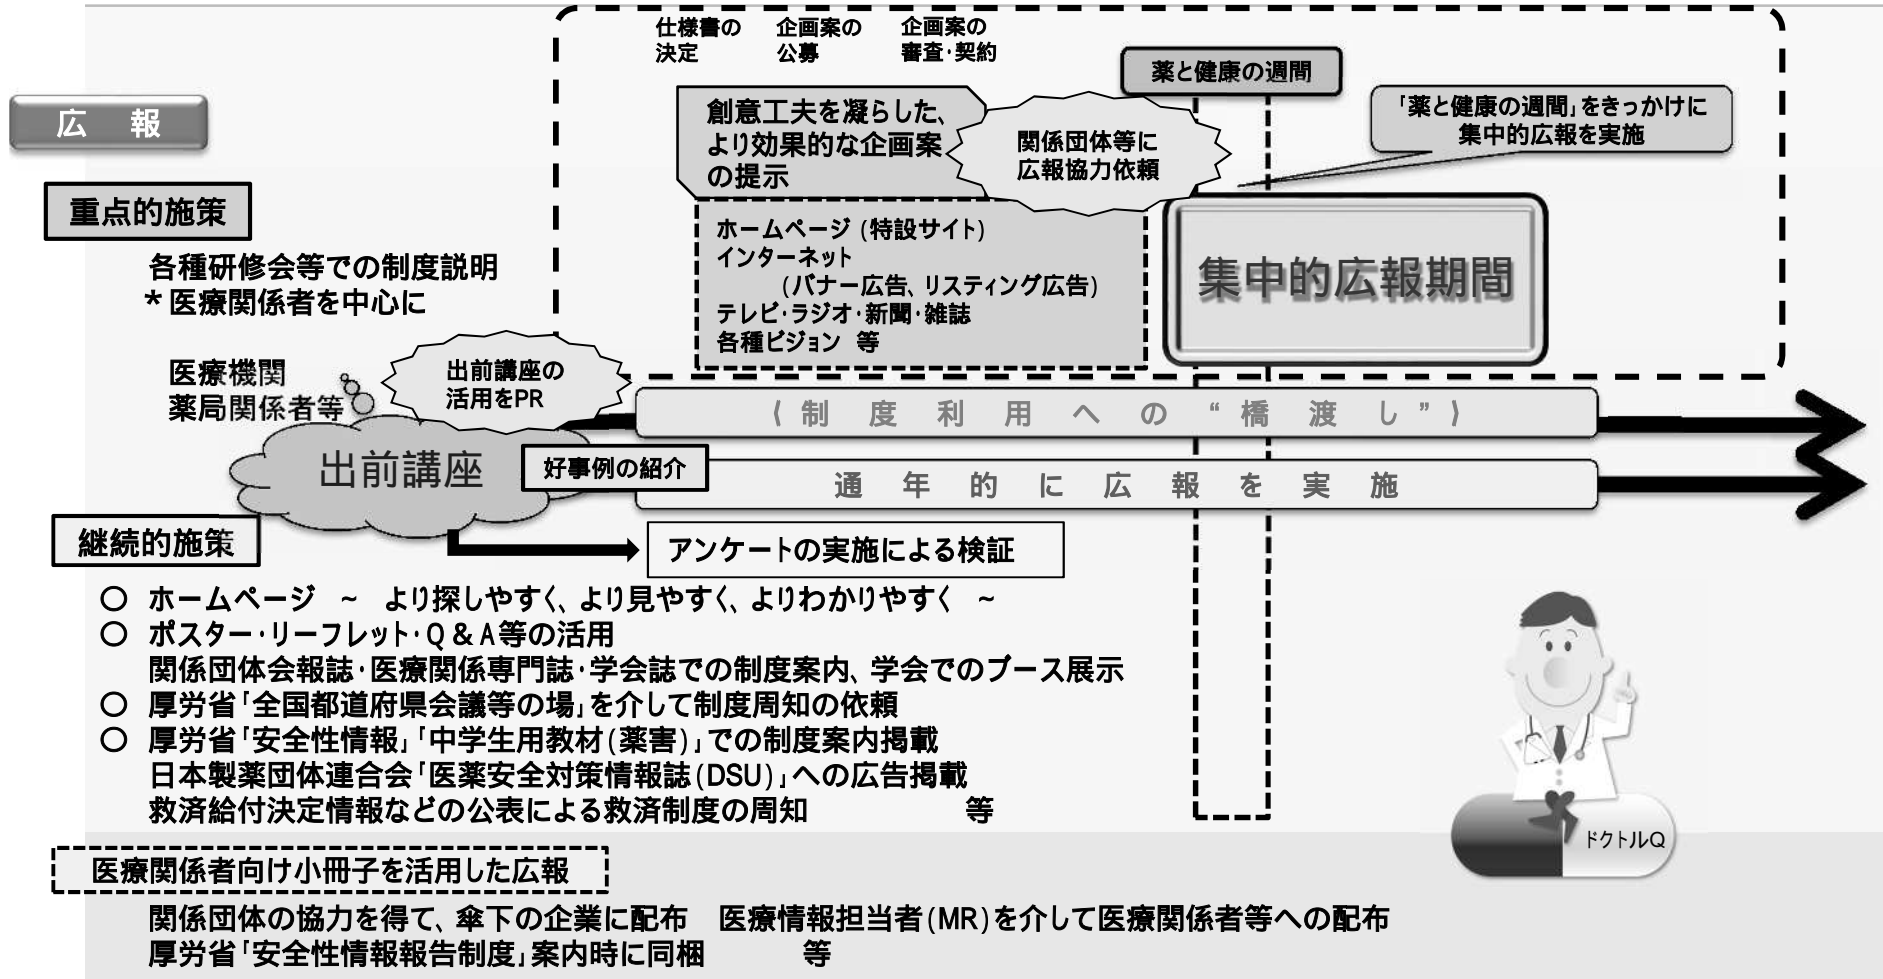 仕様書の
決定
企画案の
公募
企画案の
審査・契約
薬と健康の週間
広 報
創意工夫を凝らした、
より効果的な企画案
の提示
関係団体等に
広報協力依頼
「薬と健康の週間」をきっかけに
集中的広報を実施
重点的施策
各種研修会等での制度説明
*医療関係者を中心に
ホームページ (特設サイト)
インターネット
(バナー広告、リスティング広告)
テレビ・ラジオ・新聞・雑誌
各種ビジョン 等
集中的広報期間
医療機関
薬局関係者等
出前講座の
活用をPR
(制度利用への“橋渡し”)
出前講座
好事例の紹介
通年的に広報を実施
継続的施策
アンケートの実施による検証
○ ホームページ ~ より探しやすく、より見やすく、よりわかりやすく ~
○ ポスター・リーフレット・Q&A等の活用
関係団体会報誌・医療関係専門誌・学会誌での制度案内、学会でのブース展示
○ 厚労省「全国都道府県会議等の場」を介して制度周知の依頼
○ 厚労省「安全性情報」「中学生用教材(薬害)」での制度案内掲載
日本製薬団体連合会「医薬安全対策情報誌(DSU)」への広告掲載
救済給付決定情報などの公表による救済制度の周知 等
ドクトルQ
医療関係者向け小冊子を活用した広報
関係団体の協力を得て、傘下の企業に配布 医療情報担当者(MR)を介して医療関係者等への配布
厚労省「安全性情報報告制度」案内時に同梱 等